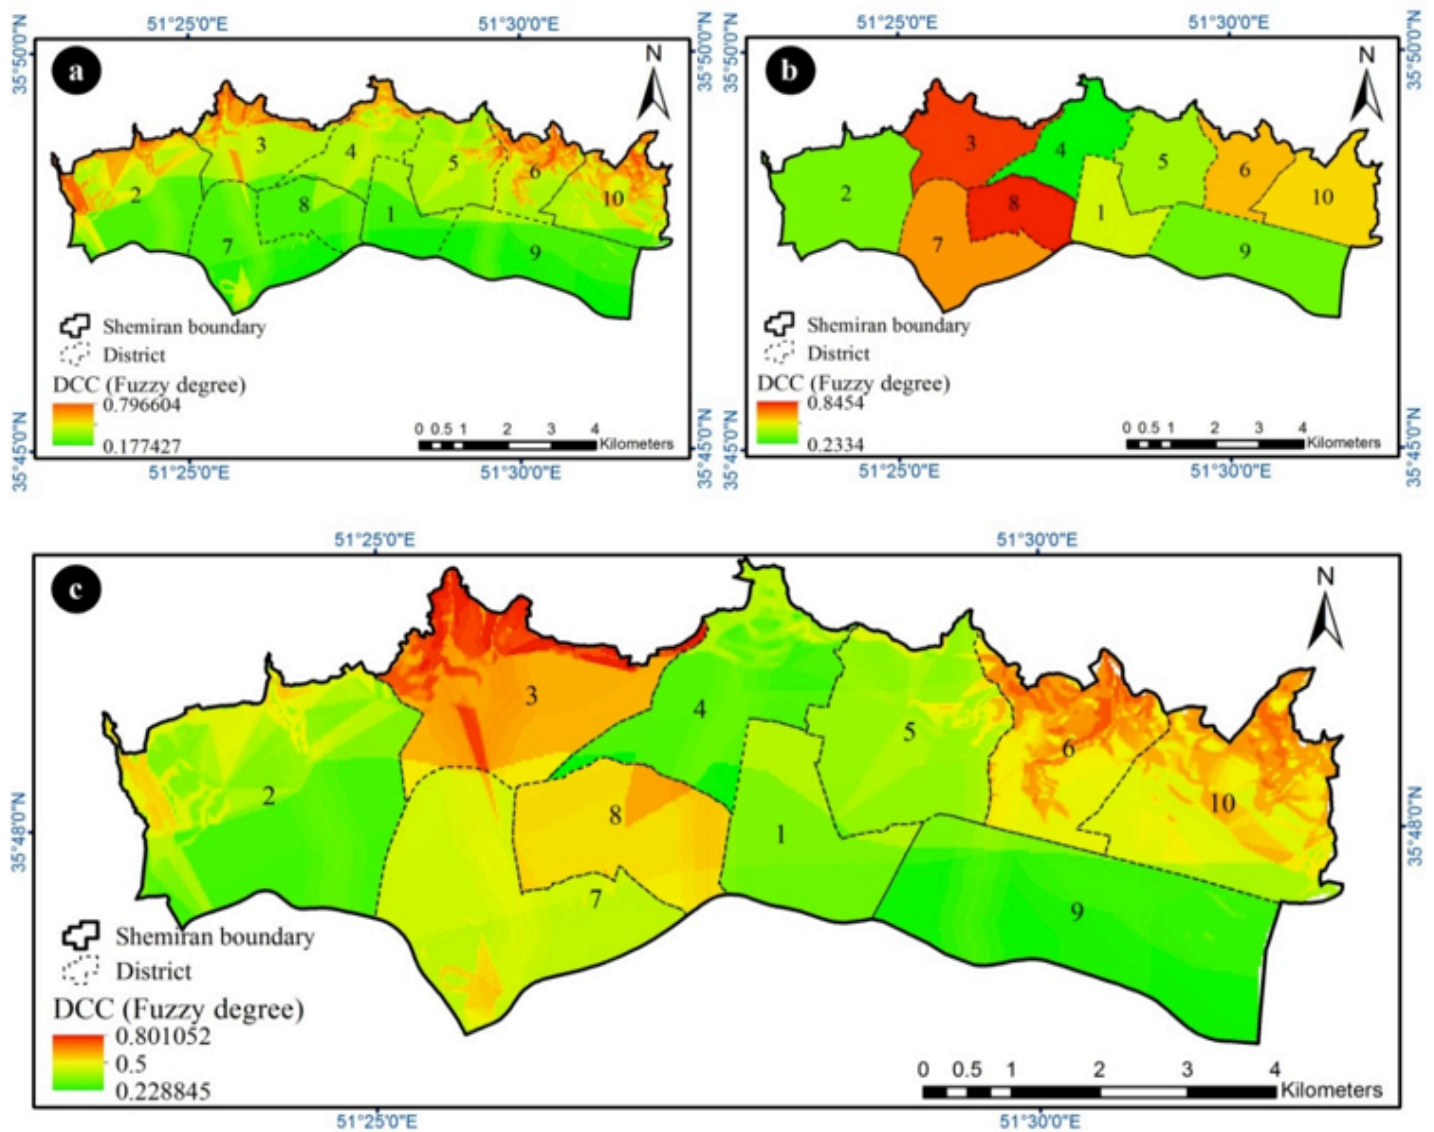 51°25'0"E
51°30'0"E
51°25'0"E
51°30'0"E
35°50'0"N
35°50'0"N
35°50'0"N
a
N
b
N
3
4
5
6
2
10
8
1
7
9
3
4
5
6
2
10
8
1
7
9
Shemiran boundary
District
DCC (Fuzzy degree)
0.796604
0.177427
0 0.5 1 2 3 4
Kilometers
Shemiran boundary
District
DCC (Fuzzy degree)
0.8454
0.2334
0 0.5 1 2 3 4
Kilometers
35°45'0"N
35°45'0"N
35°45'0"N
51°25'0"E
51°30'0"E
51°25'0"E
51°30'0"E
51°25'0"E
51°30'0"E
c
N
3
4
5
6
2
10
8
1
7
9
35°48'0"N
35°48'0"N
Shemiran boundary
District
DCC (Fuzzy degree)
0.801052
0.5
0.228845
0 0.5 1 2 3 4
Kilometers
51°25'0"E
51°30'0"E